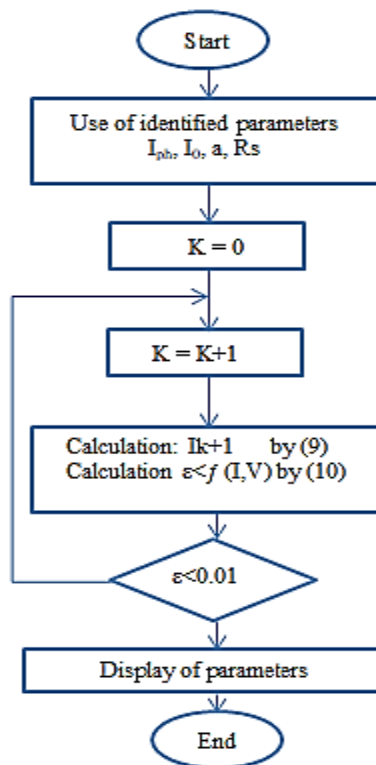 Start
Use of identified parameters
Iph, I0, a, Rs
K = 0
K = K+1
Calculation: Ik+1 by (9)
Calculation ε<f (I,V) by (10)
ε<0.01
Display of parameters
End